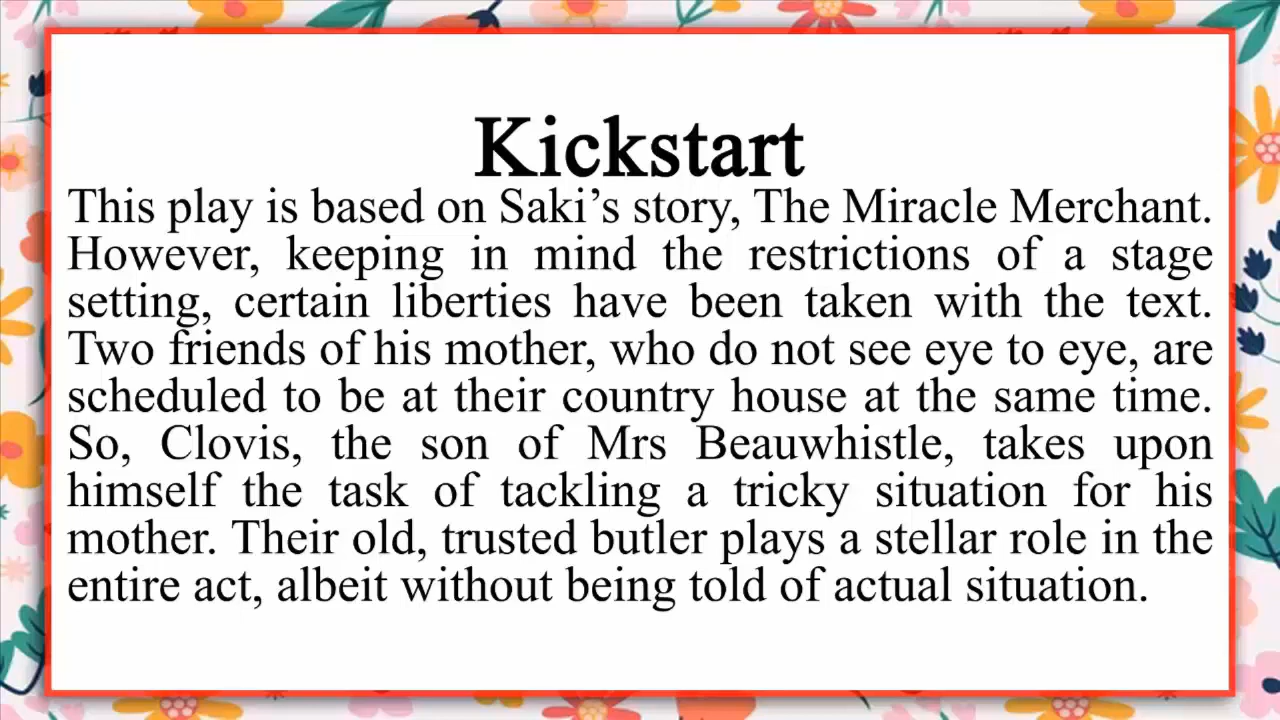 Kickstart
This play is based on Saki’s story, The Miracle Merchant.
However, keeping in mind the restrictions of a stage
setting, certain liberties have been taken with the text.
Two friends of his mother, who do not see eye to eye, are
scheduled to be at their country house at the same time.
So, Clovis, the son of Mrs Beauwhistle, takes upon
himself the task of tackling a tricky situation for his
mother. Their old, trusted butler plays a stellar role in the
entire act, albeit without being told of actual situation.